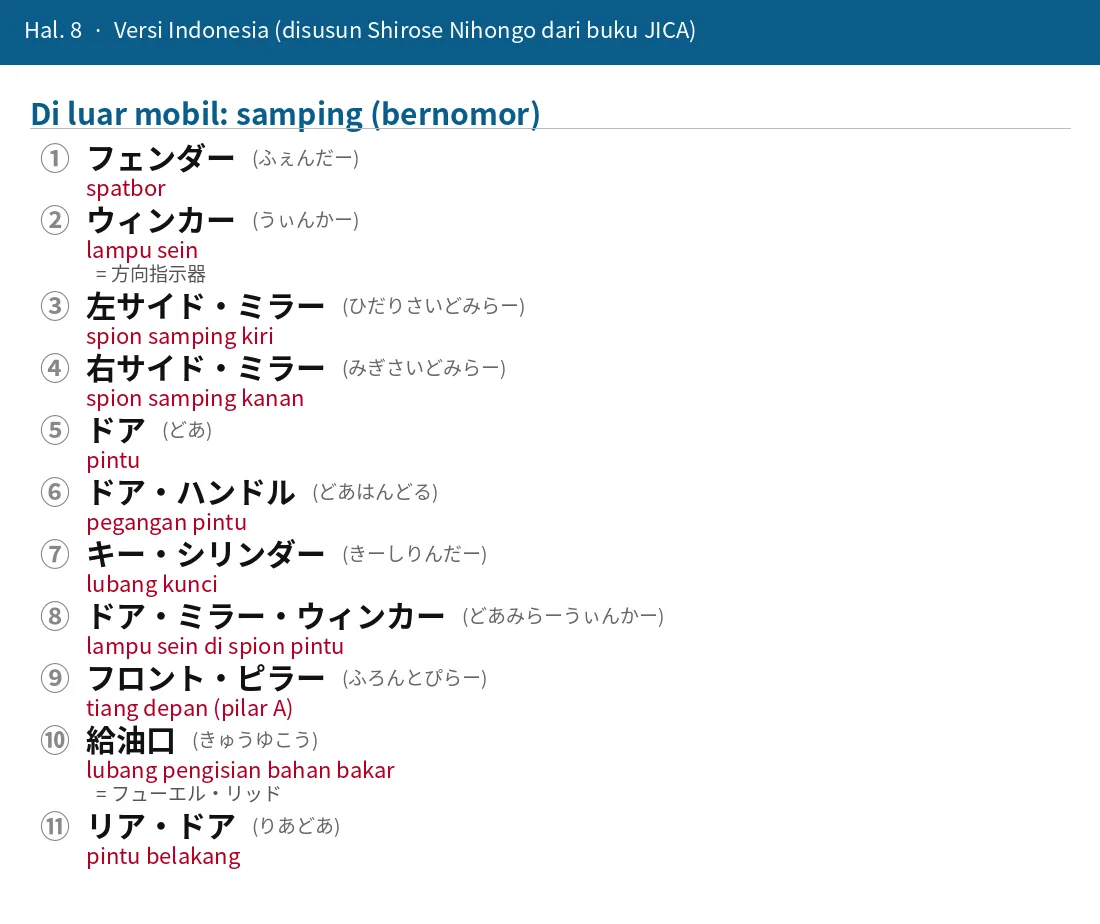 Hal. 8 · Versi Indonesia (disusun Shirose Nihongo dari buku JICA)
Di luar mobil: samping (bernomor)
① フェンダー (ふぇんだー)
spatbor
② ウィンカー (うぃんかー)
lampu sein
= 方向指示器
③ 左サイド・ミラー (ひだりさいどみらー)
spion samping kiri
④ 右サイド・ミラー (みぎさいどみらー)
spion samping kanan
⑤ ドア (どあ)
pintu
⑥ ドア・ハンドル (どあはんどる)
pegangan pintu
⑦ キー・シリンダー (きーしりんだー)
lubang kunci
⑧ ドア・ミラー・ウィンカー (どあみらーうぃんかー)
lampu sein di spion pintu
⑨ フロント・ピラー (ふろんとぴらー)
tiang depan (pilar A)
⑩ 給油口 (きゅうゆこう)
lubang pengisian bahan bakar
= フューエル・リッド
⑪ リア・ドア (りあどあ)
pintu belakang